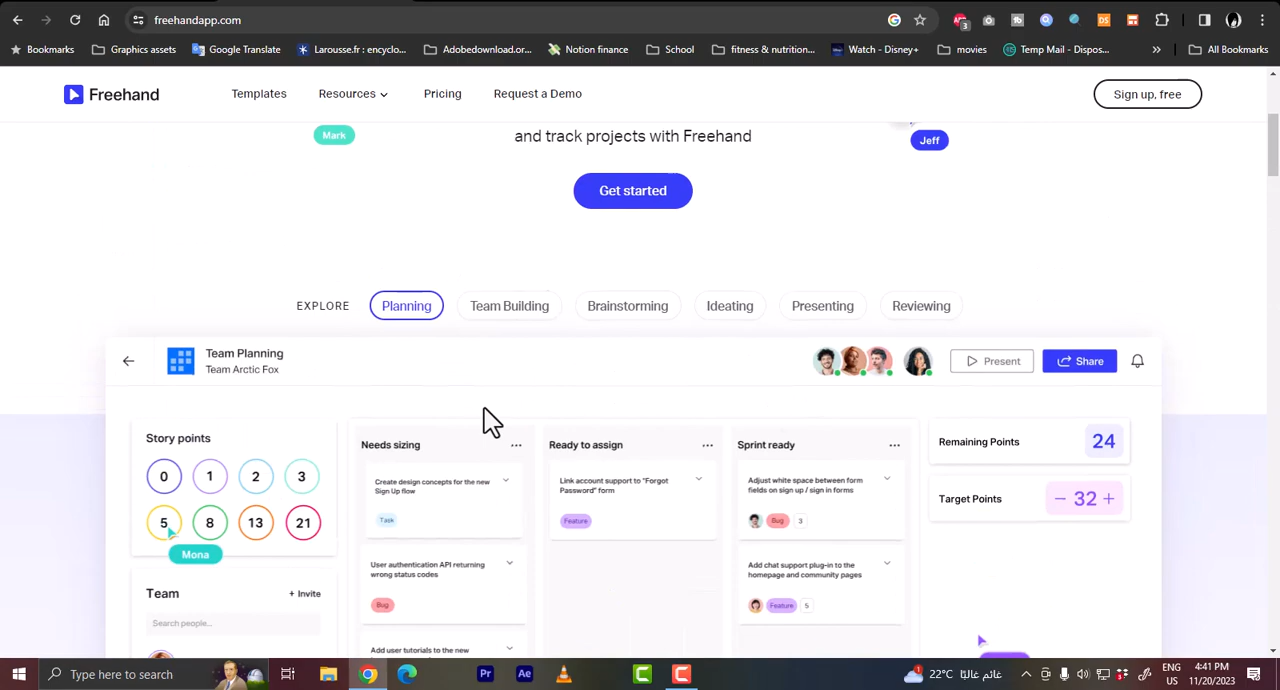 freehandapp.com
3
Bookmarks
Graphics assets
Google Translate
Larousse.fr : encyclo...
Adobedownload.or...
Notion finance
School
fitness & nutrition...
Watch - Disney+
movies
Temp Mail - Dispos...
»
All Bookmarks
Freehand
Templates
Resources
Pricing
Request a Demo
Sign up, free
Mark
and track projects with Freehand
Jeff
Get started
EXPLORE
Planning
Team Building
Brainstorming
Ideating
Presenting
Reviewing
Team Planning
Team Arctic Fox
Present
Share
Story points
0 1 2 3
5 8 13 21
Mona
Team
+ Invite
Search people...
Needs sizing
Create design concepts for the new
Sign Up flow
Task
User authentication API returning
wrong status codes
Bug
Add user tutorials to the new
Ready to assign
Link account support to "Forgot
Password" form
Feature
Sprint ready
Adjust white space between form
fields on sign up / sign in forms
Bug 3
Add chat support plug-in to the
homepage and community pages
Feature 5
Remaining Points 24
Target Points − 32 +
Type here to search
Pr
Ae
22°C غائم غالبًا
ENG
US
4:41 PM
11/20/2023